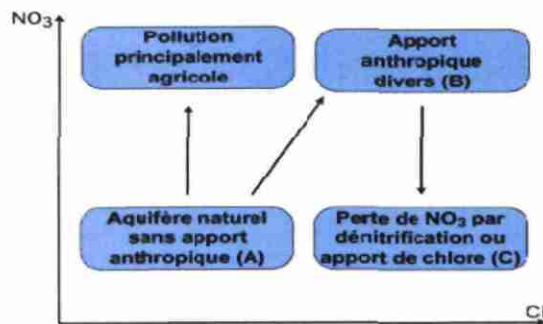 NO₃
Pollution
principalement
agricole
Apport
anthropique
divers (B)
Aquifère naturel
sans apport
anthropique (A)
Perte de NO₃ par
dénitrification ou
apport de chlore (C)
Cl